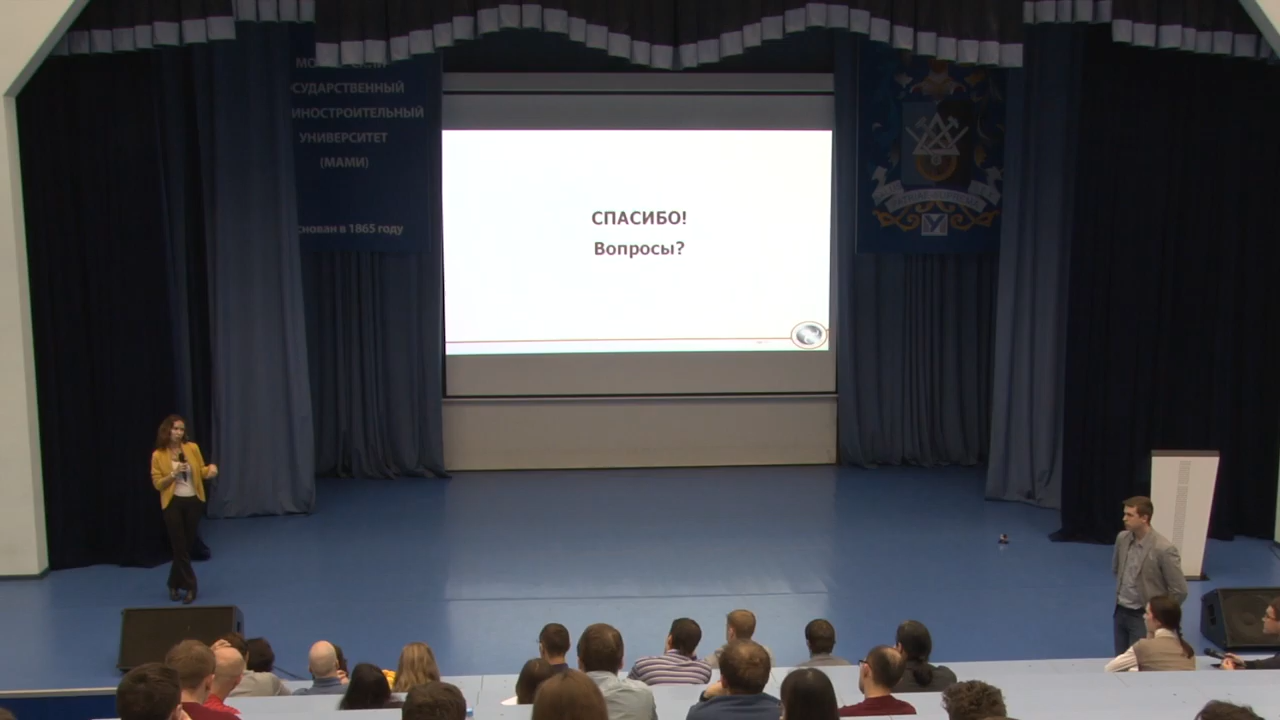 СУДАРСТВЕННЫЙ
ИНОСТРОИТЕЛЬНЫЙ
УНИВЕРСИТЕТ
(МАМИ)
снован в 1865 году
СПАСИБО!
Вопросы?